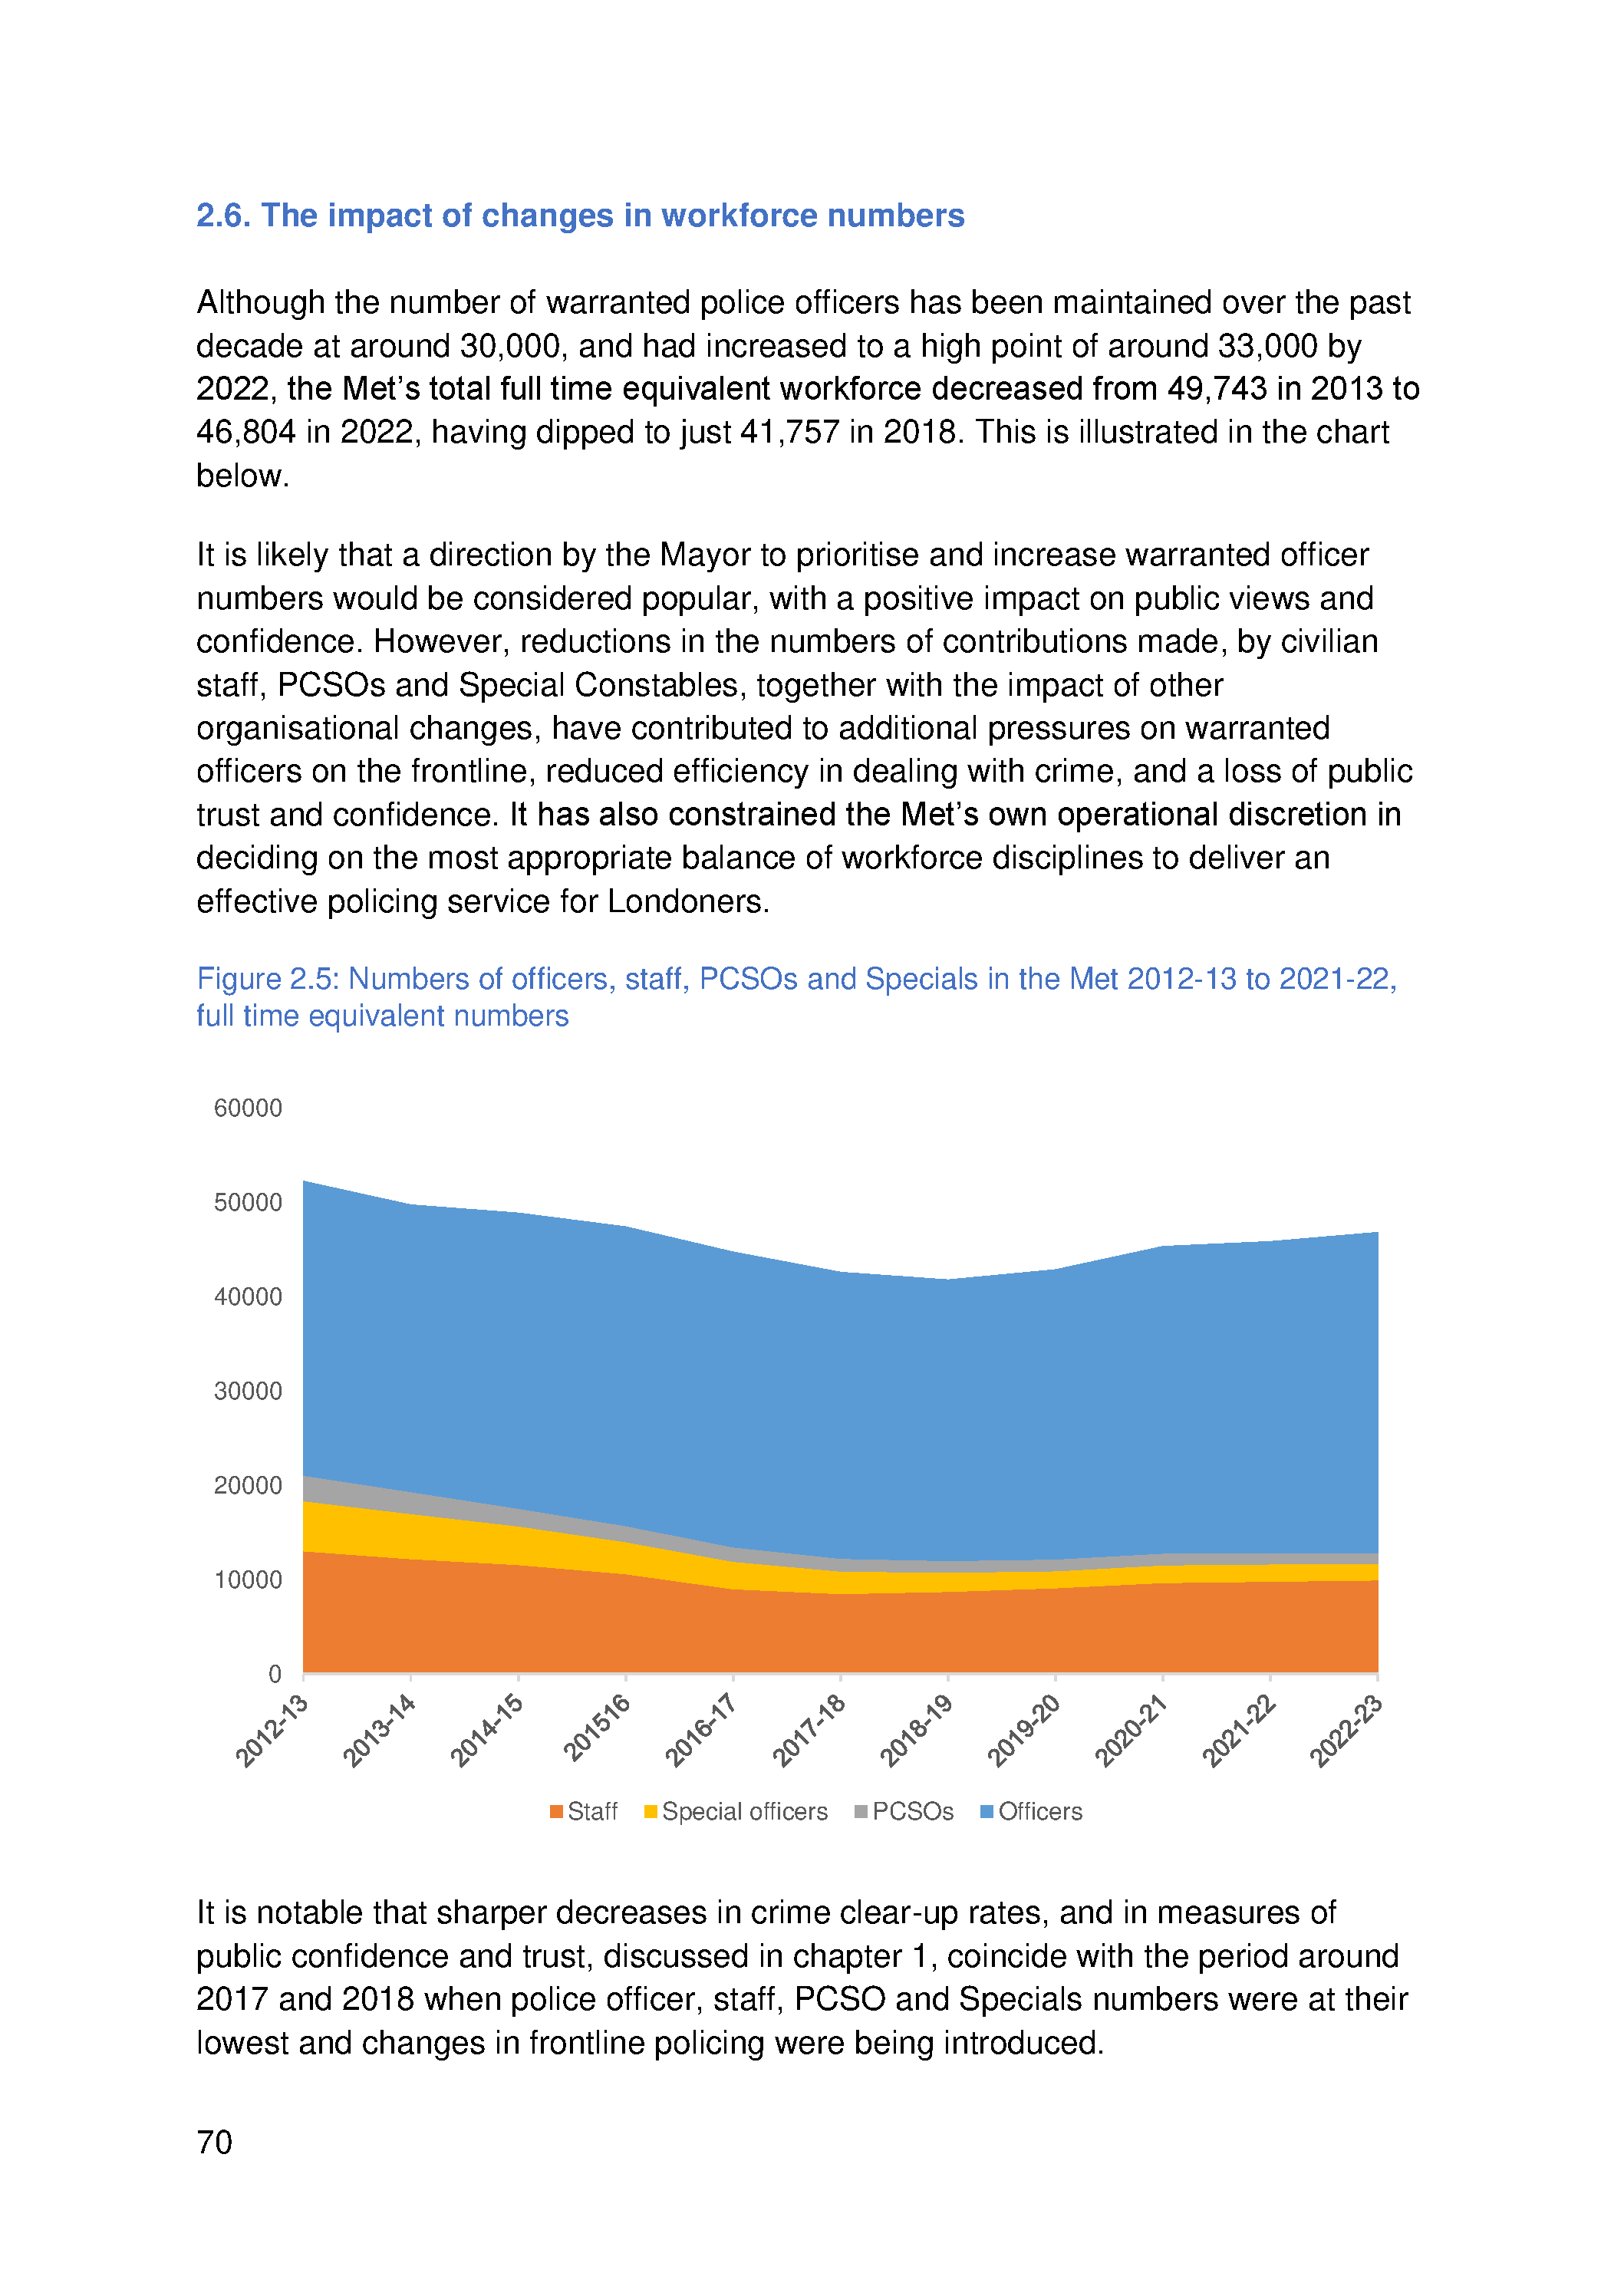 2.6. The impact of changes in workforce numbers
Although the number of warranted police officers has been maintained over the past
decade at around 30,000, and had increased to a high point of around 33,000 by
2022, the Met’s total full time equivalent workforce decreased from 49,743 in 2013 to
46,804 in 2022, having dipped to just 41,757 in 2018. This is illustrated in the chart
below.
It is likely that a direction by the Mayor to prioritise and increase warranted officer
numbers would be considered popular, with a positive impact on public views and
confidence. However, reductions in the numbers of contributions made, by civilian
staff, PCSOs and Special Constables, together with the impact of other
organisational changes, have contributed to additional pressures on warranted
officers on the frontline, reduced efficiency in dealing with crime, and a loss of public
trust and confidence. It has also constrained the Met’s own operational discretion in
deciding on the most appropriate balance of workforce disciplines to deliver an
effective policing service for Londoners.
Figure 2.5: Numbers of officers, staff, PCSOs and Specials in the Met 2012-13 to 2021-22,
full time equivalent numbers
60000
50000
40000
30000
20000
10000
0
2012-13
2013-14
2014-15
201516
2016-17
2017-18
2018-19
2019-20
2020-21
2021-22
2022-23
Staff Special officers PCSOs Officers
It is notable that sharper decreases in crime clear-up rates, and in measures of
public confidence and trust, discussed in chapter 1, coincide with the period around
2017 and 2018 when police officer, staff, PCSO and Specials numbers were at their
lowest and changes in frontline policing were being introduced.
70